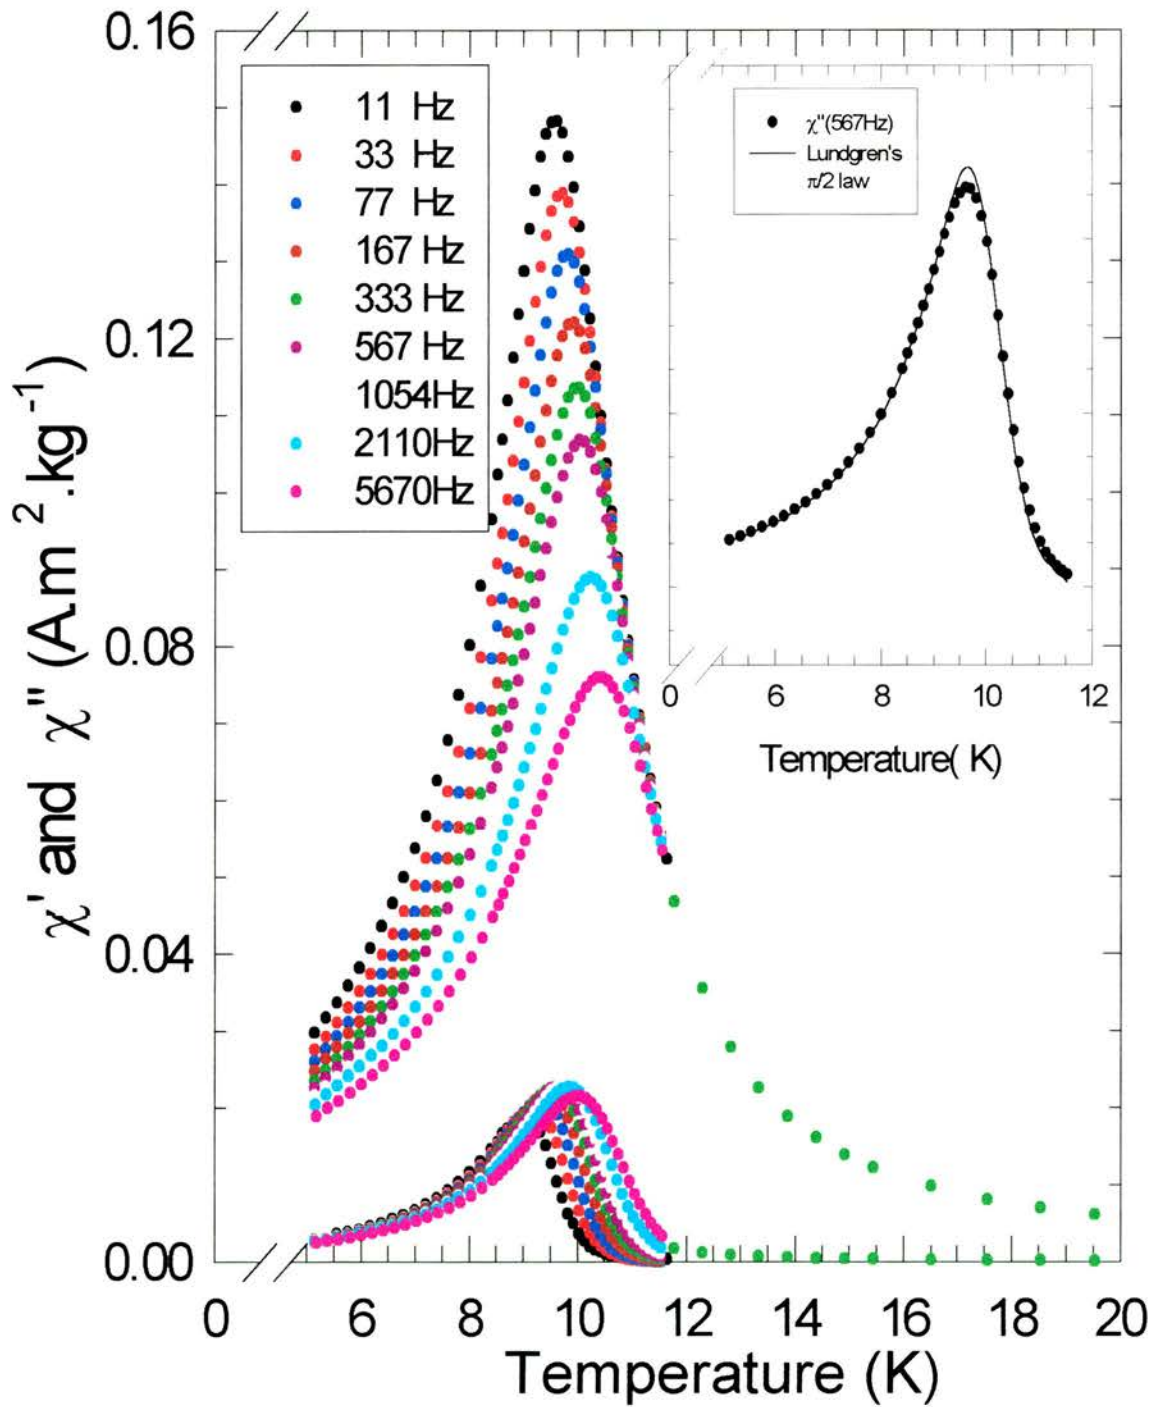 0.16
0.12
0.08
0.04
0.00
χ' and χ" (A.m 2 .kg -1)
11 Hz
33 Hz
77 Hz
167 Hz
333 Hz
567 Hz
1054Hz
2110Hz
5670Hz
χ"(567Hz)
Lundgren's
π/2 law
0 6 8 10 12
Temperature( K)
0 6 8 10 12 14 16 18 20
Temperature (K)